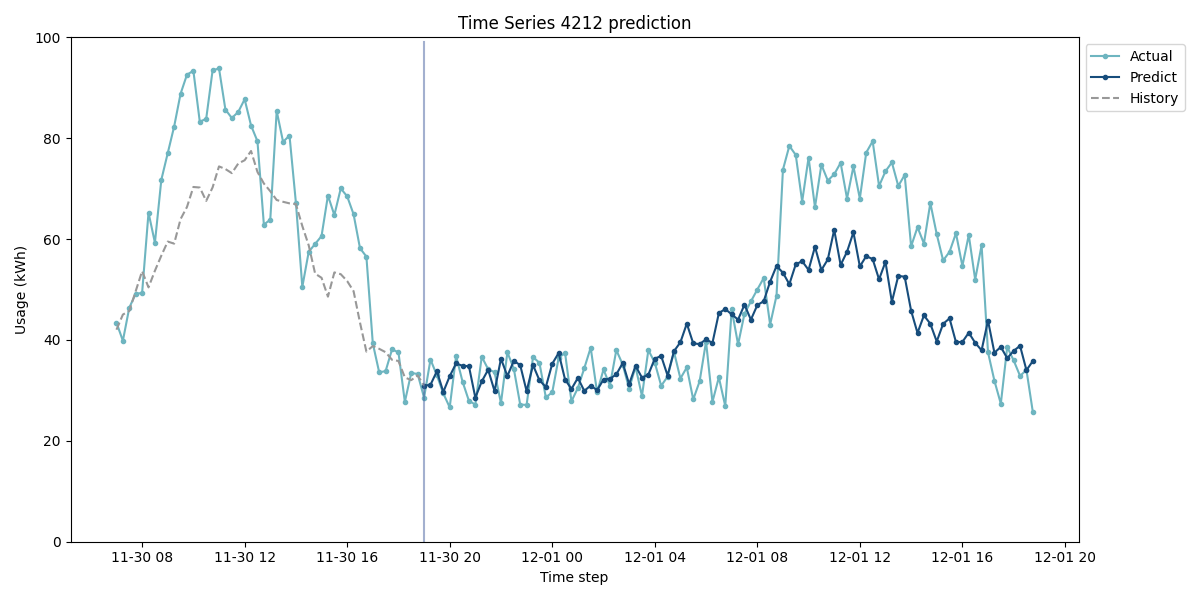 Time Series 4212 prediction
Usage (kWh)
100
80
60
40
20
0
11-30 08
11-30 12
11-30 16
11-30 20
12-01 00
12-01 04
12-01 08
12-01 12
12-01 16
12-01 20
Time step
Actual
Predict
History